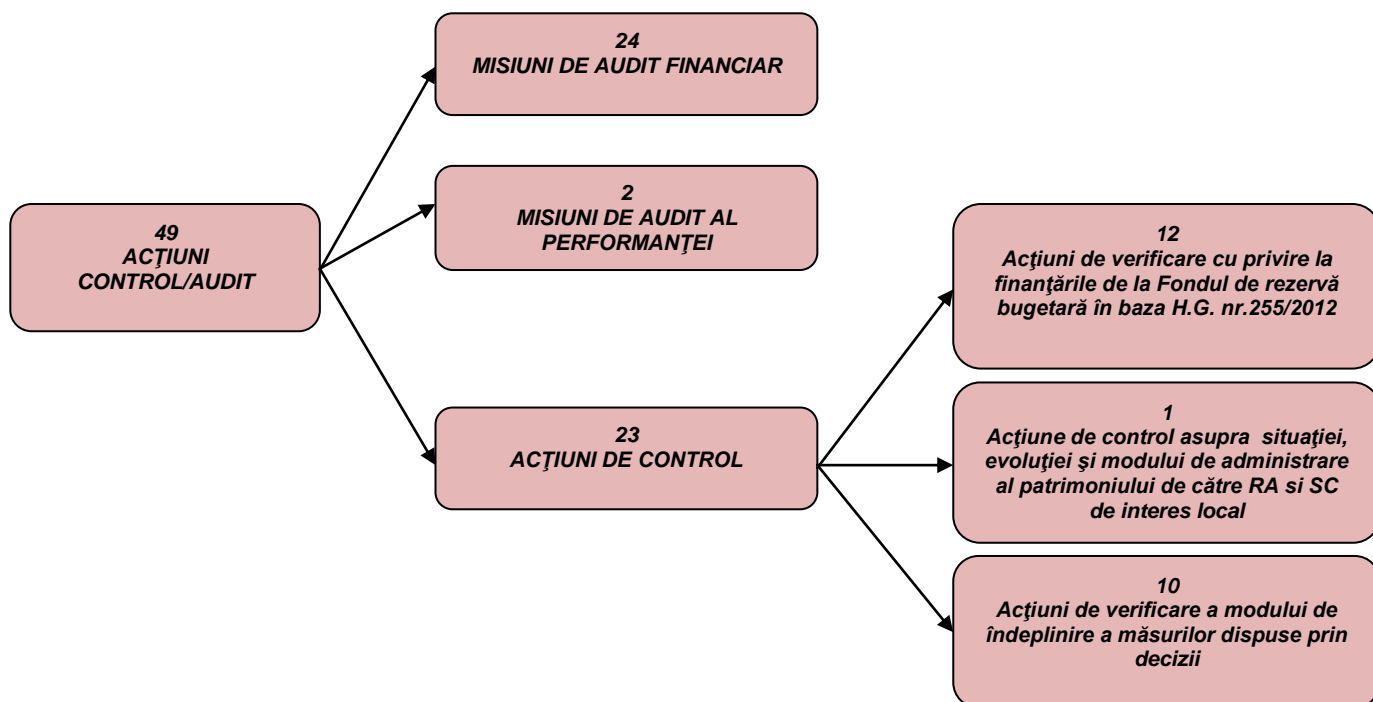 24
MISIUNI DE AUDIT FINANCIAR
2
MISIUNI DE AUDIT AL
PERFORMANŢEI
49
ACŢIUNI
CONTROL/AUDIT
12
Acţiuni de verificare cu privire la
finanţările de la Fondul de rezervă
bugetară în baza H.G. nr.255/2012
23
ACŢIUNI DE CONTROL
1
Acţiune de control asupra situaţiei,
evoluţiei şi modului de administrare
al patrimoniului de către RA si SC
de interes local
10
Acţiuni de verificare a modului de
îndeplinire a măsurilor dispuse prin
decizii